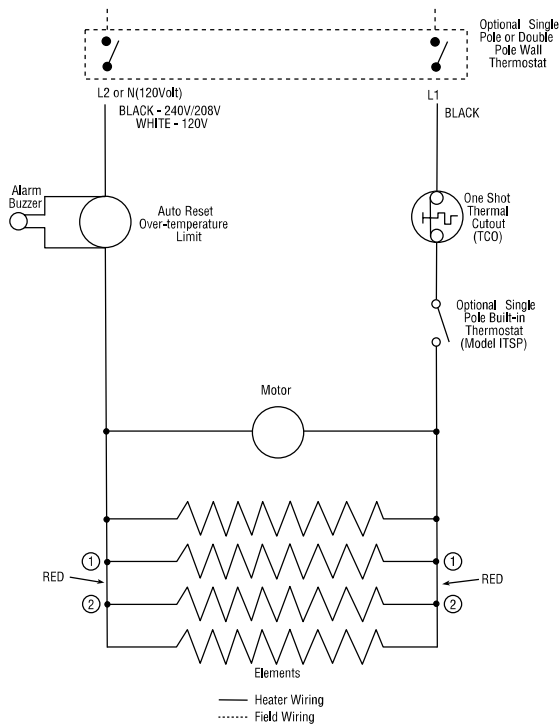 Optional Single
Pole or Double
Pole Wall
Thermostat
L2 or N(120Volt)
L1
BLACK - 240V/208V
WHITE - 120V
BLACK
Alarm
Buzzer
Auto Reset
Over-temperature
Limit
One Shot
Thermal
Cutout
(TCO)
Optional Single
Pole Built-in
Thermostat
(Model ITSP)
Motor
1
1
RED
RED
2
2
Elements
Heater Wiring
Field Wiring